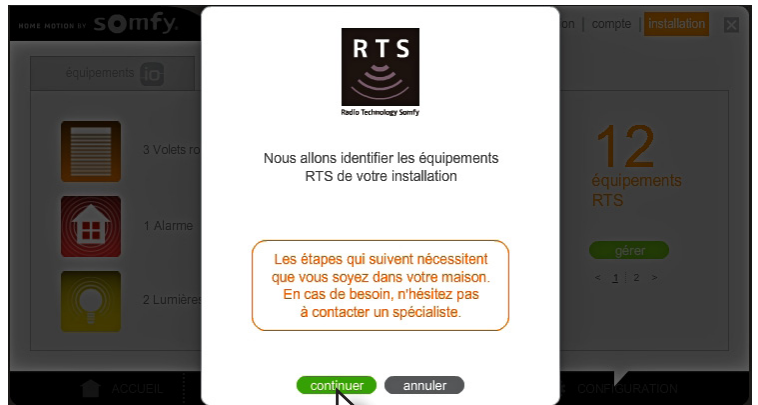 HOME MOTION BY somfy.
on | compte | installation
équipements io
RTS
Radio Technology Somfy
Nous allons identifier les équipements
RTS de votre installation
3 Volets ro
1 Alarme
2 Lumières
12
équipements
RTS
gérer
< 1 | 2 >
Les étapes qui suivent nécessitent
que vous soyez dans votre maison.
En cas de besoin, n'hésitez pas
à contacter un spécialiste.
continuer annuler
ACCUEIL
CONFIGURATION